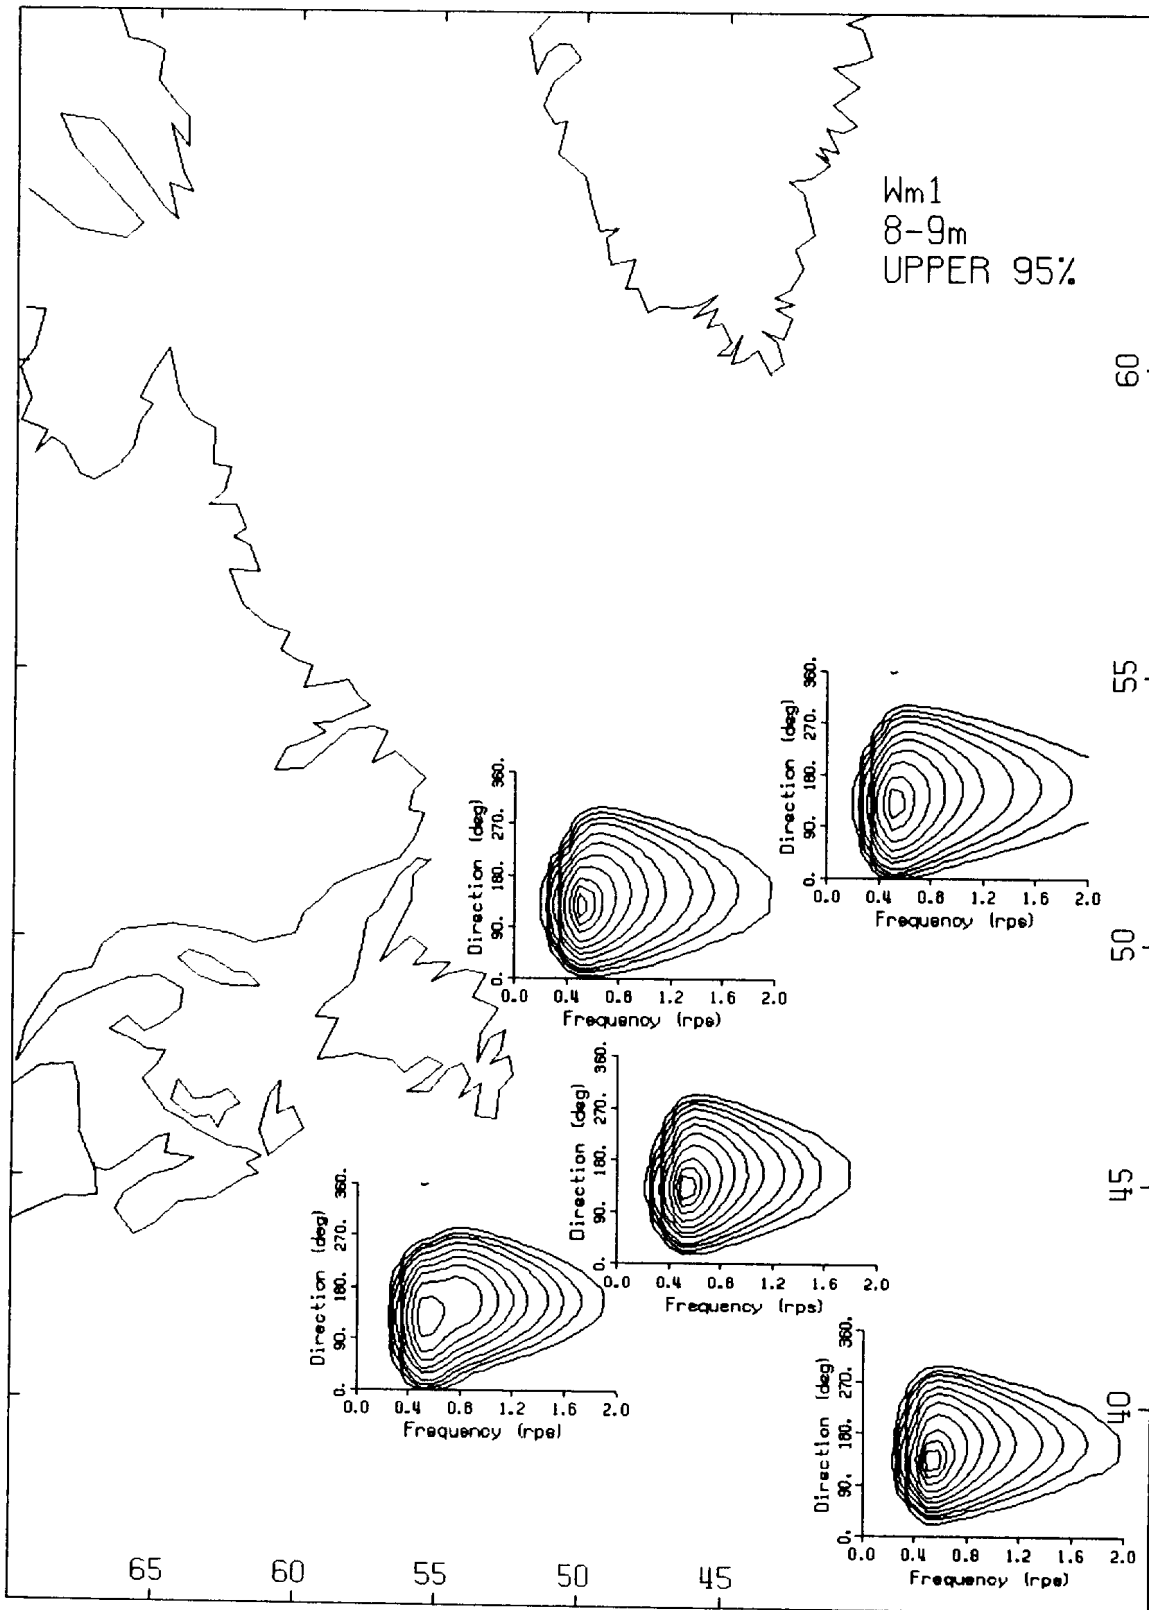 Wm1
8-9m
UPPER 95%
60
55
50
45
40
65
60
55
50
45
Direction (deg)
360.
270.
180.
90.
0.
0.0 0.4 0.8 1.2 1.6 2.0
Frequency (rps)
Direction (deg)
360.
270.
180.
90.
0.
0.0 0.4 0.8 1.2 1.6 2.0
Frequency (rps)
Direction (deg)
360.
270.
180.
90.
0.
0.0 0.4 0.8 1.2 1.6 2.0
Frequency (rps)
Direction (deg)
360.
270.
180.
90.
0.
0.0 0.4 0.8 1.2 1.6 2.0
Frequency (rps)
Direction (deg)
360.
270.
180.
90.
0.
0.0 0.4 0.8 1.2 1.6 2.0
Frequency (rps)